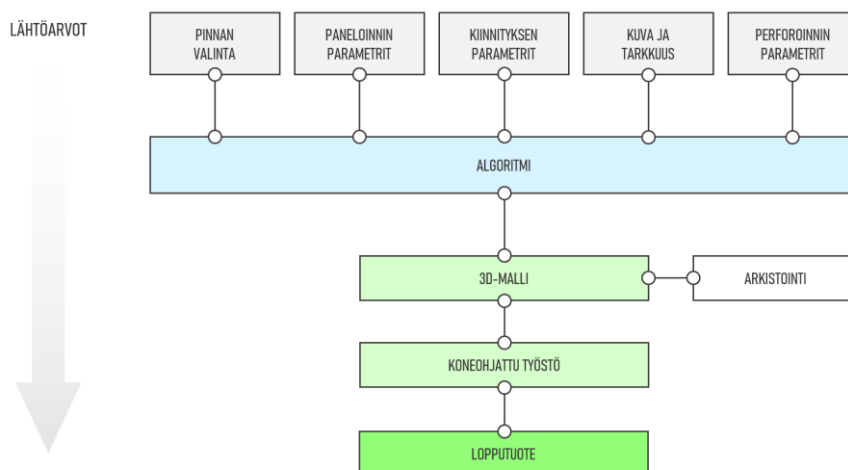 LÄHTÖARVOT
PINNAN
VALINTA
PANELOINNIN
PARAMETRIT
KIINNITYKSEN
PARAMETRIT
KUVA JA
TARKKUUS
PERFOROINNIN
PARAMETRIT
ALGORITMI
3D-MALLI
ARKISTOINTI
KONEOHJATTU TYÖSTÖ
LOPPUTUOTE